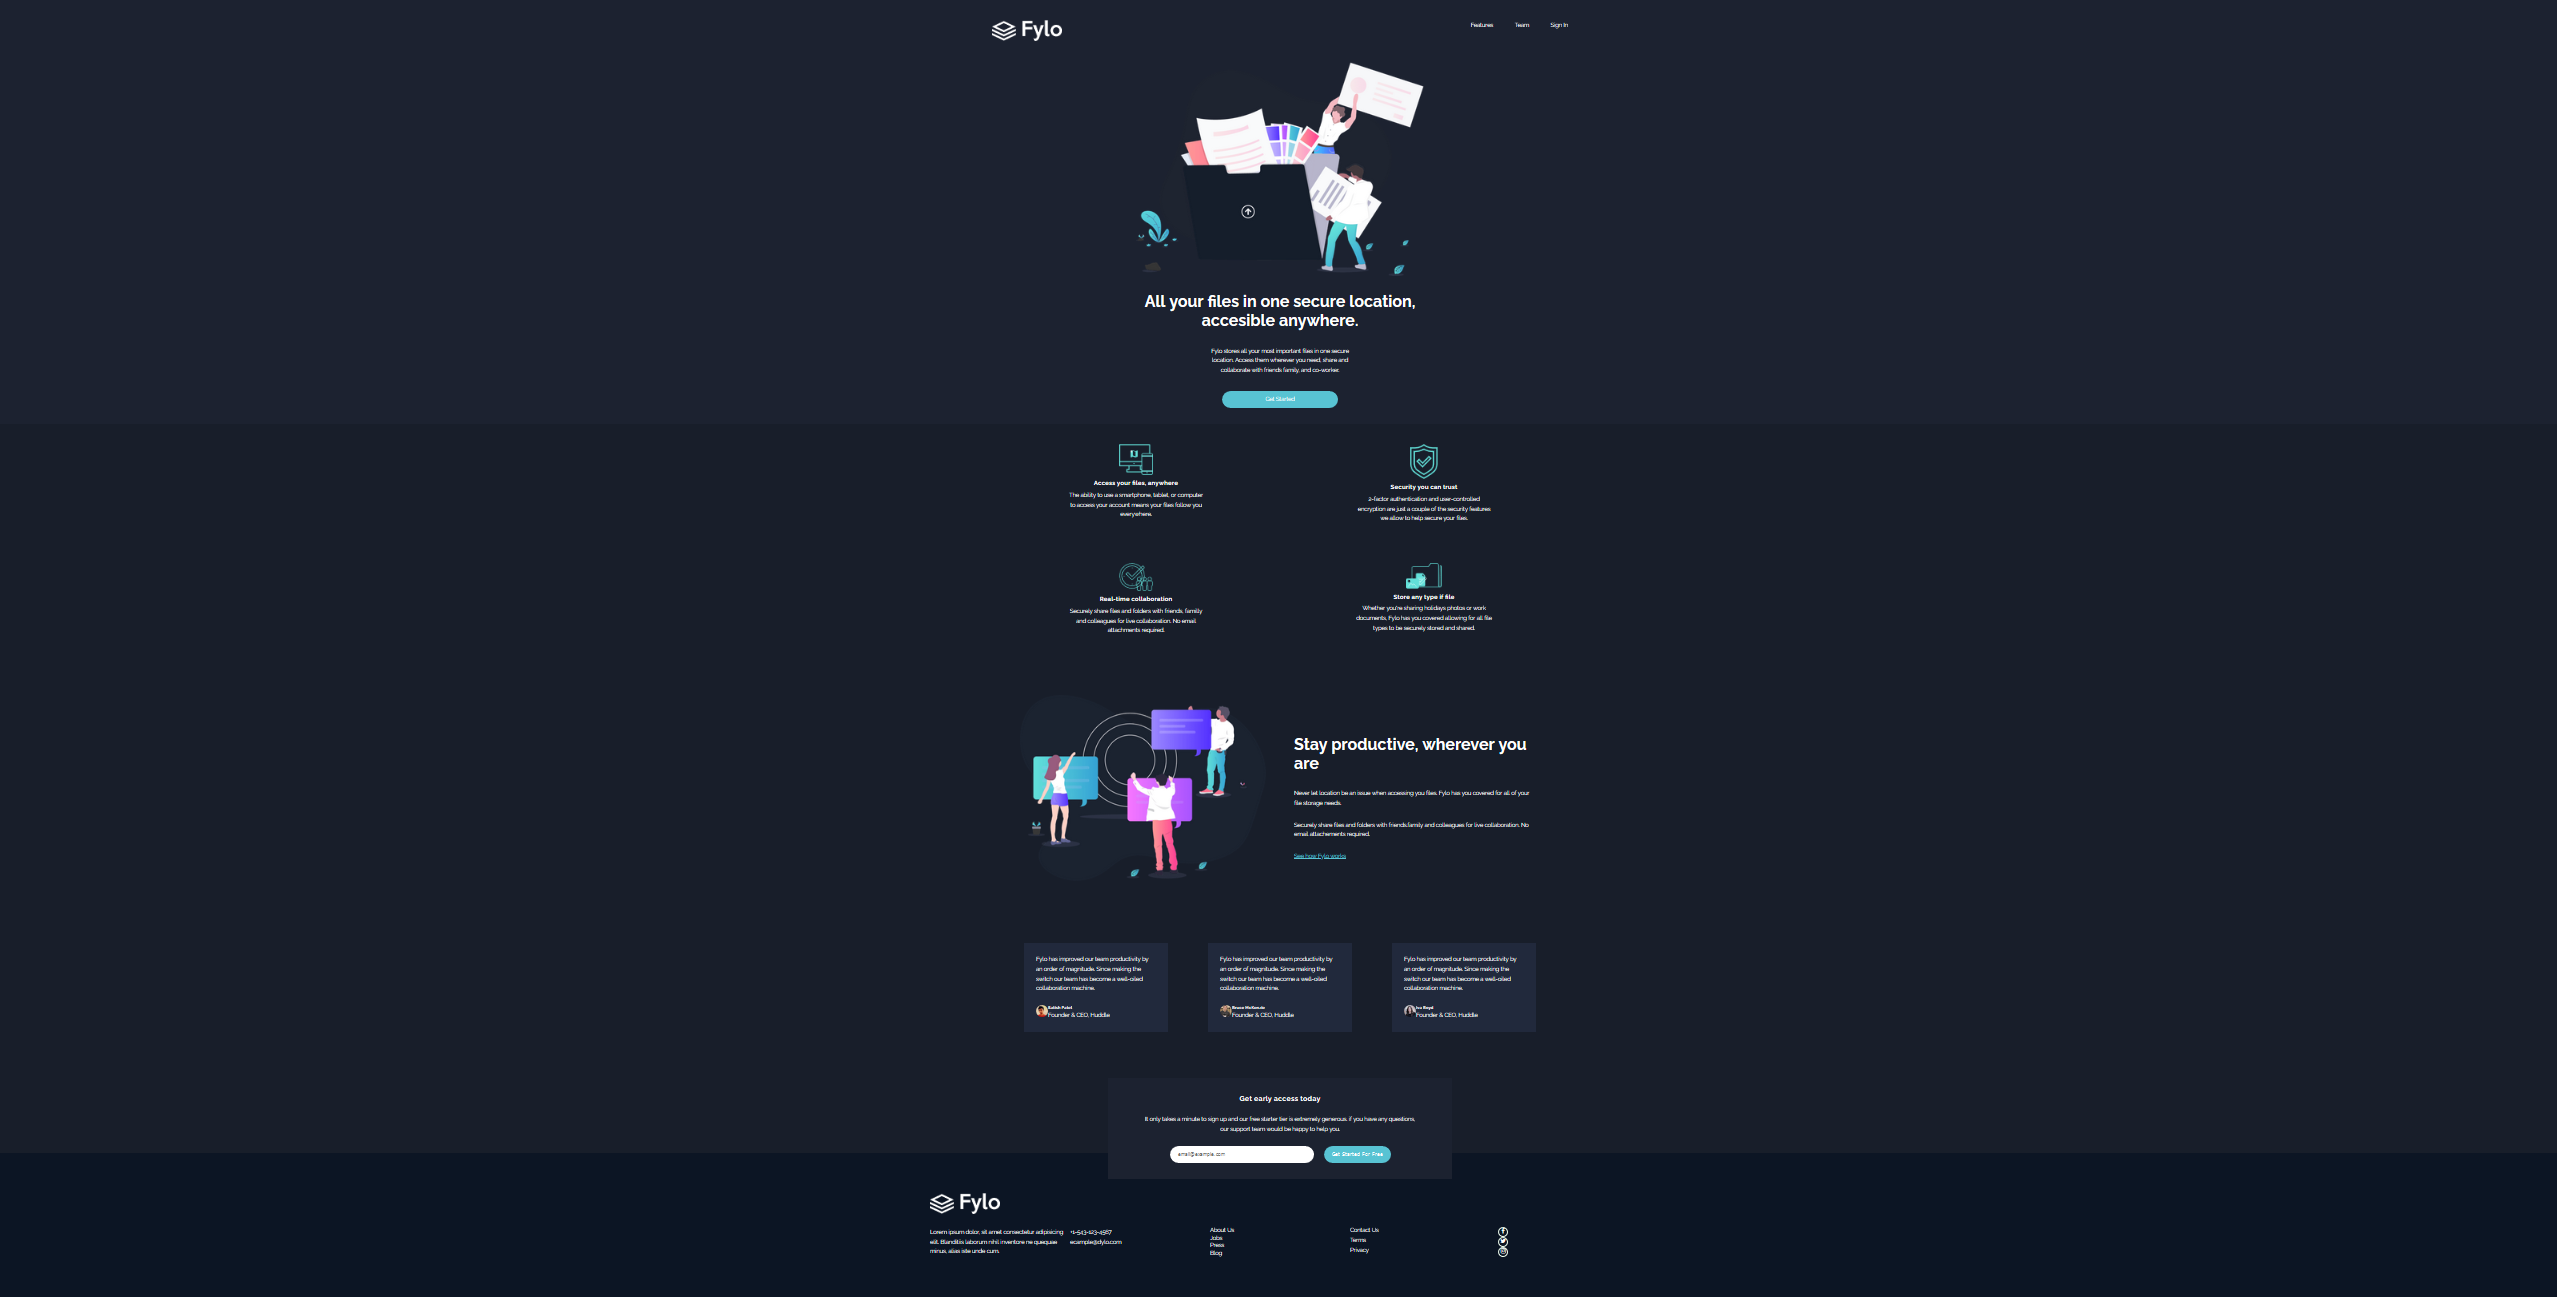 Fylo
Features
Team
Sign In
All your files in one secure location,
accesible anywhere.
Fylo stores all your most important files in one secure
location. Access them wherever you need, share and
collaborate with friends family, and co-worker.
Get Started
Access your files, anywhere
The ability to use a smartphone, tablet, or computer
to access your account means your files follow you
everywhere.
Security you can trust
2-factor authentication and user-controlled
encryption are just a couple of the security features
we allow to help secure your files.
Real-time collaboration
Securely share files and folders with friends, familly
and colleagues for live collaboration. No email
attachments required.
Store any type if file
Whether you're sharing holidays photos or work
documents, Fylo has you covered allowing for all file
types to be securely stored and shared.
Stay productive, wherever you
are
Never let location be an issue when accessing you files. Fylo has you covered for all of your
file storage needs.
Securely share files and folders with friends,family and colleagues for live collaboration. No
email attachements required.
See how Fylo works
Fylo has improved our team productivity by
an order of magnitude. Since making the
switch our team has become a well-oiled
collaboration machine.
Satish Patel
Founder & CEO, Huddle
Fylo has improved our team productivity by
an order of magnitude. Since making the
switch our team has become a well-oiled
collaboration machine.
Bruce McKenzie
Founder & CEO, Huddle
Fylo has improved our team productivity by
an order of magnitude. Since making the
switch our team has become a well-oiled
collaboration machine.
Iva Boyd
Founder & CEO, Huddle
Get early access today
It only takes a minute to sign up and our free starter tier is extremely generous. if you have any questions,
our support team would be happy to help you.
email@example.com
Get Started For Free
Fylo
Lorem ipsum dolor, sit amet consectetur adipisicing
elit. Blanditiis laborum nihil inventore ne quequae
minus, alias site unde cum.
+1-543-123-4567
example@fylo.com
About Us
Jobs
Press
Blog
Contact Us
Terms
Privacy